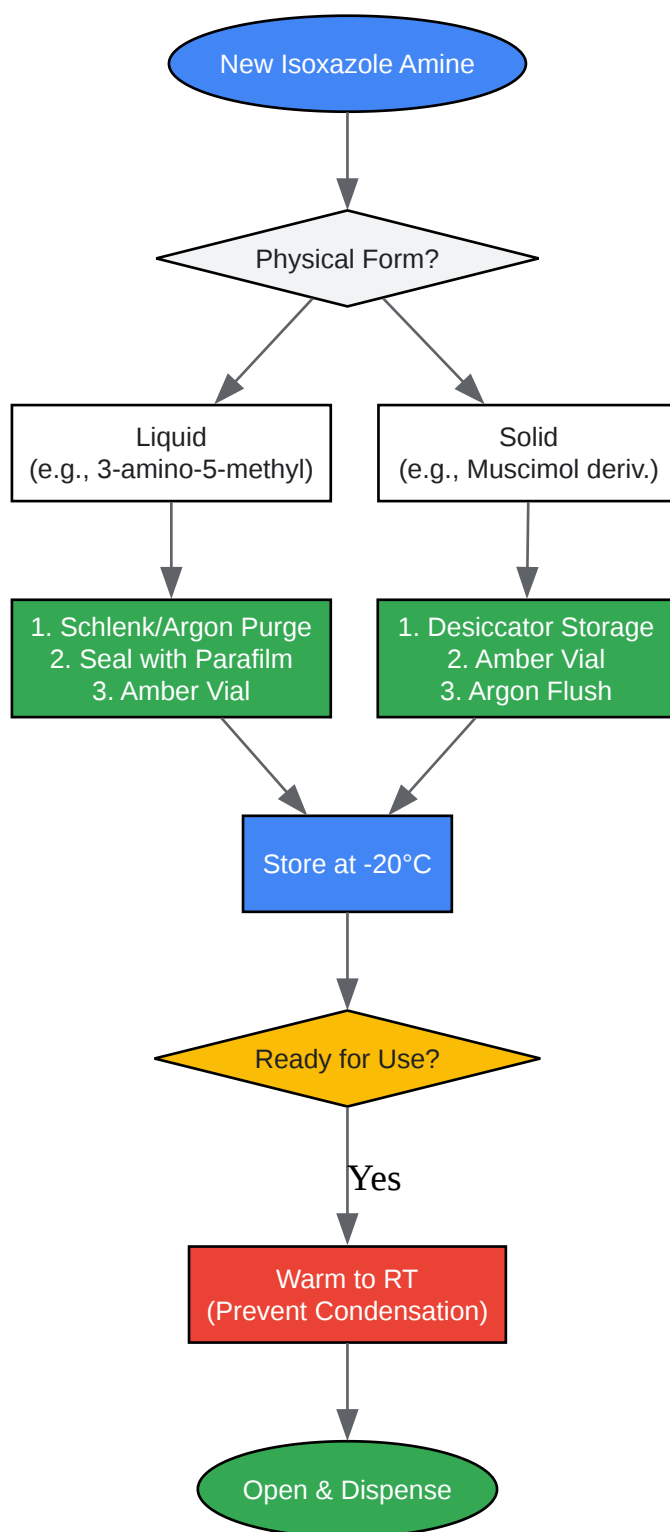 New Isoxazole Amine
Physical Form?
Liquid
(e.g., 3-amino-5-methyl)
Solid
(e.g., Muscimol deriv.)
1. Schlenk/Argon Purge
2. Seal with Parafilm
3. Amber Vial
1. Desiccator Storage
2. Amber Vial
3. Argon Flush
Store at -20°C
Ready for Use?
Yes
Warm to RT
(Prevent Condensation)
Open & Dispense